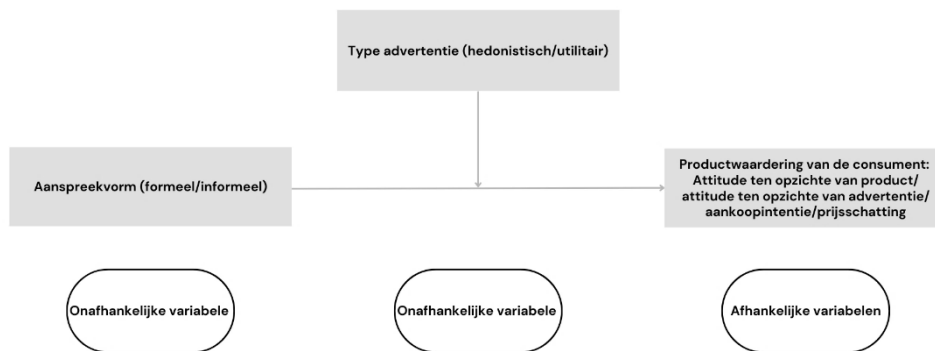 Type advertentie (hedonistisch/utilitair)
Aanspreekvorm (formeel/informeel)
Productwaardering van de consument:
Attitude ten opzichte van product/
attitude ten opzichte van advertentie/
aankoopintentie/prijsschatting
Onafhankelijke variabele
Onafhankelijke variabele
Afhankelijke variabelen